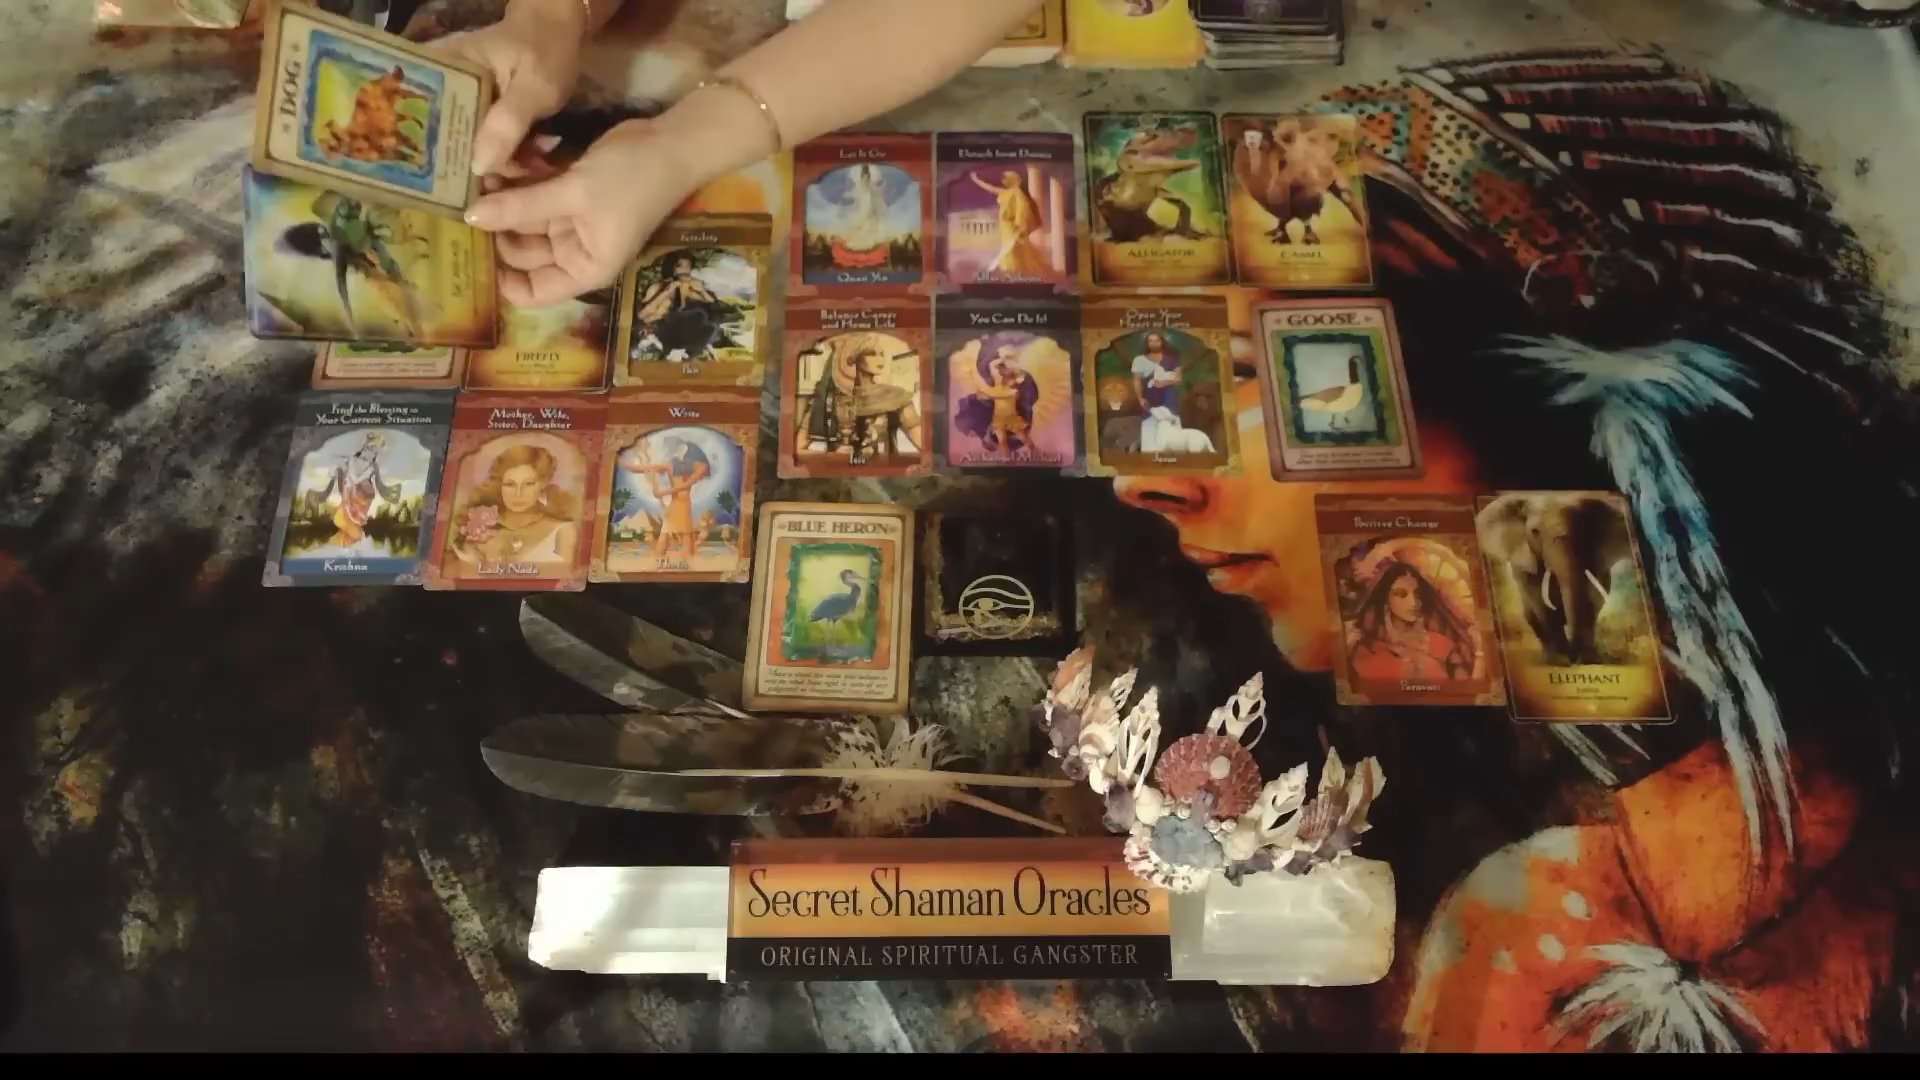 DOG
Let It Go
Quan Yin
Detach from Drama
Pallas Athena
ALLIGATOR
CAMEL
Fertility
FIREFLY
Balance Career
and Home Life
Isis
You Can Do It!
Archangel Michael
Open Your
Heart to Love
Jesus
GOOSE
Find the Blessing in
Your Current Situation
Krishna
Mother, Wife,
Sister, Daughter
Lady Nada
Write
Thoth
BLUE HERON
Positive Change
Parvati
ELEPHANT
Secret Shaman Oracles
ORIGINAL SPIRITUAL GANGSTER